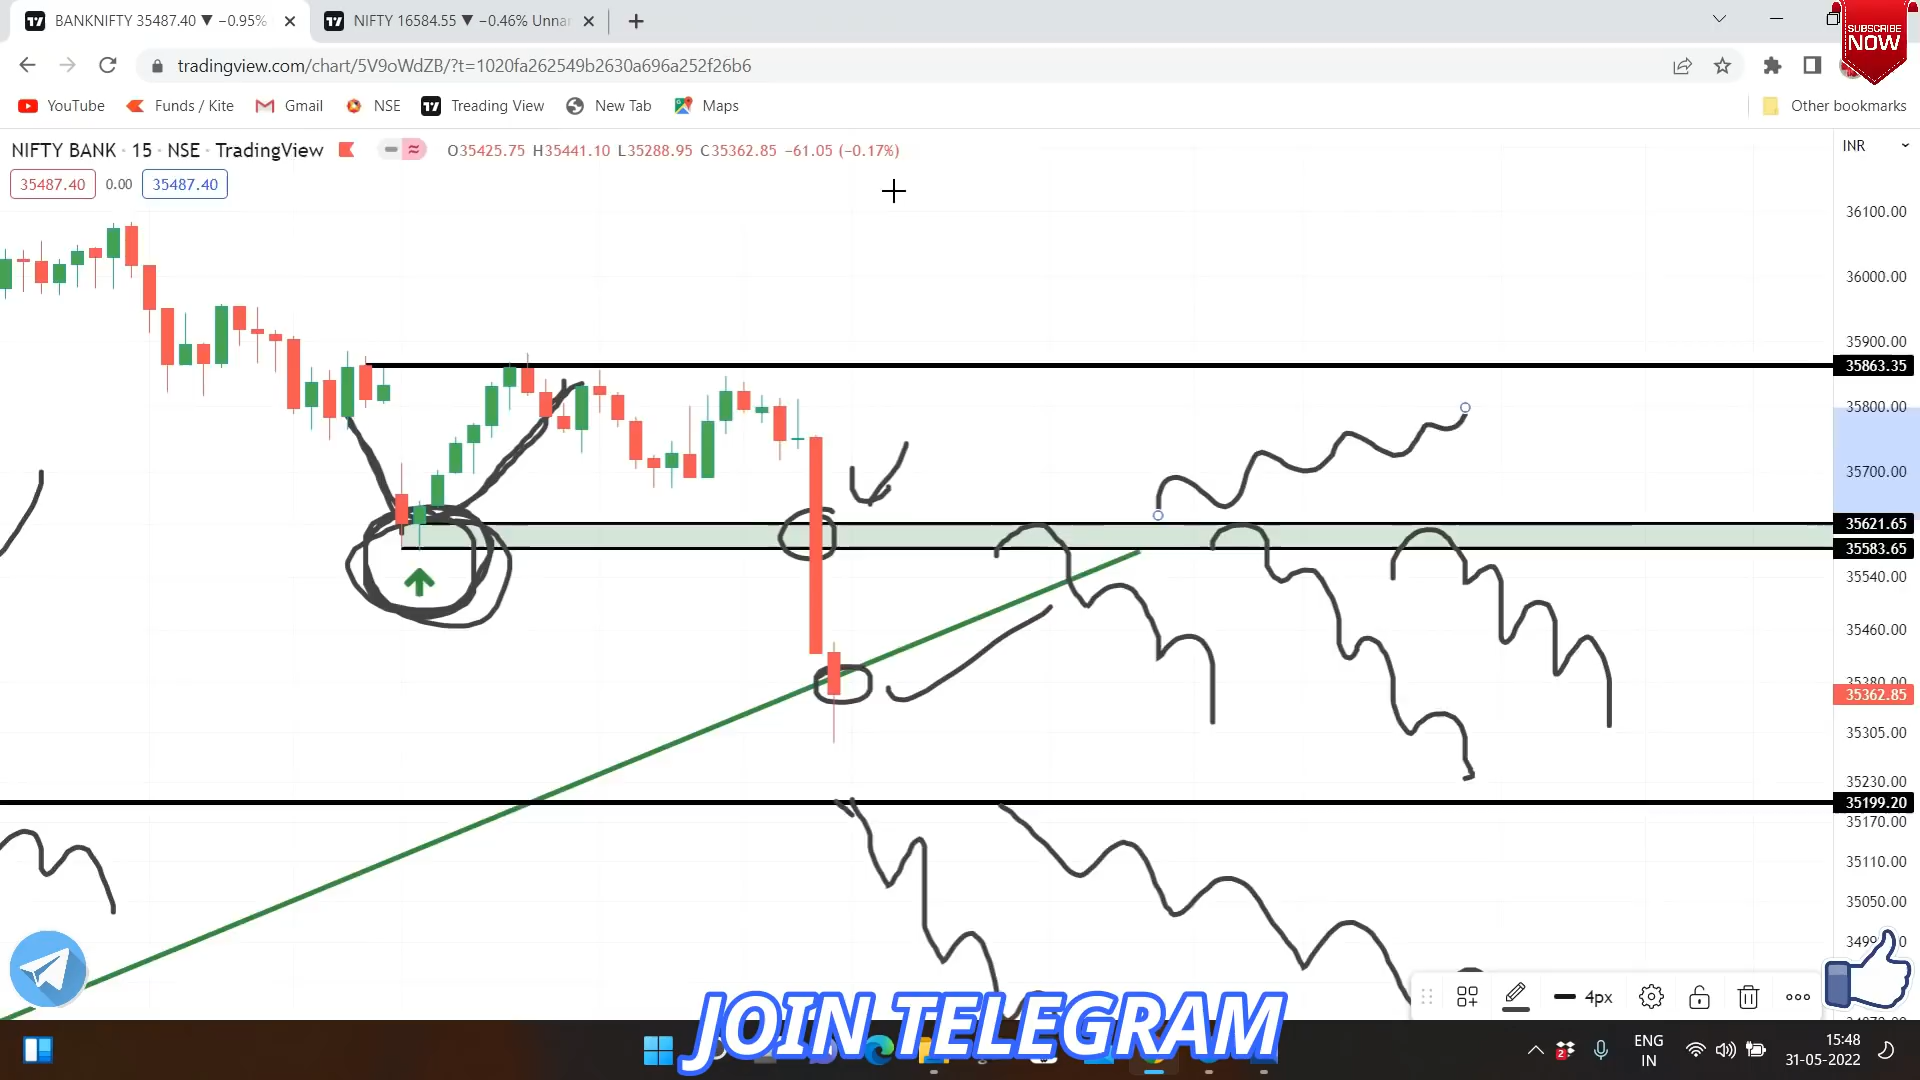 BANKNIFTY 35487.40 ▼ −0.95%
NIFTY 16584.55 ▼ −0.46% Unna
SUBSCRIBE
NOW
tradingview.com/chart/5V9oWdZB/?t=1020fa262549b2630a696a252f26b6
YouTube
Funds / Kite
Gmail
NSE
Treading View
New Tab
Maps
Other bookmarks
NIFTY BANK · 15 · NSE · TradingView
O35425.75 H35441.10 L35288.95 C35362.85 −61.05 (−0.17%)
INR
35487.40
0.00
35487.40
36100.00
36000.00
35900.00
35863.35
35800.00
35700.00
35621.65
35583.65
35540.00
35460.00
35380.00
35362.85
35305.00
35230.00
35199.20
35170.00
35110.00
35050.00
4px
JOIN TELEGRAM
2
ENG
IN
15:48
31-05-2022